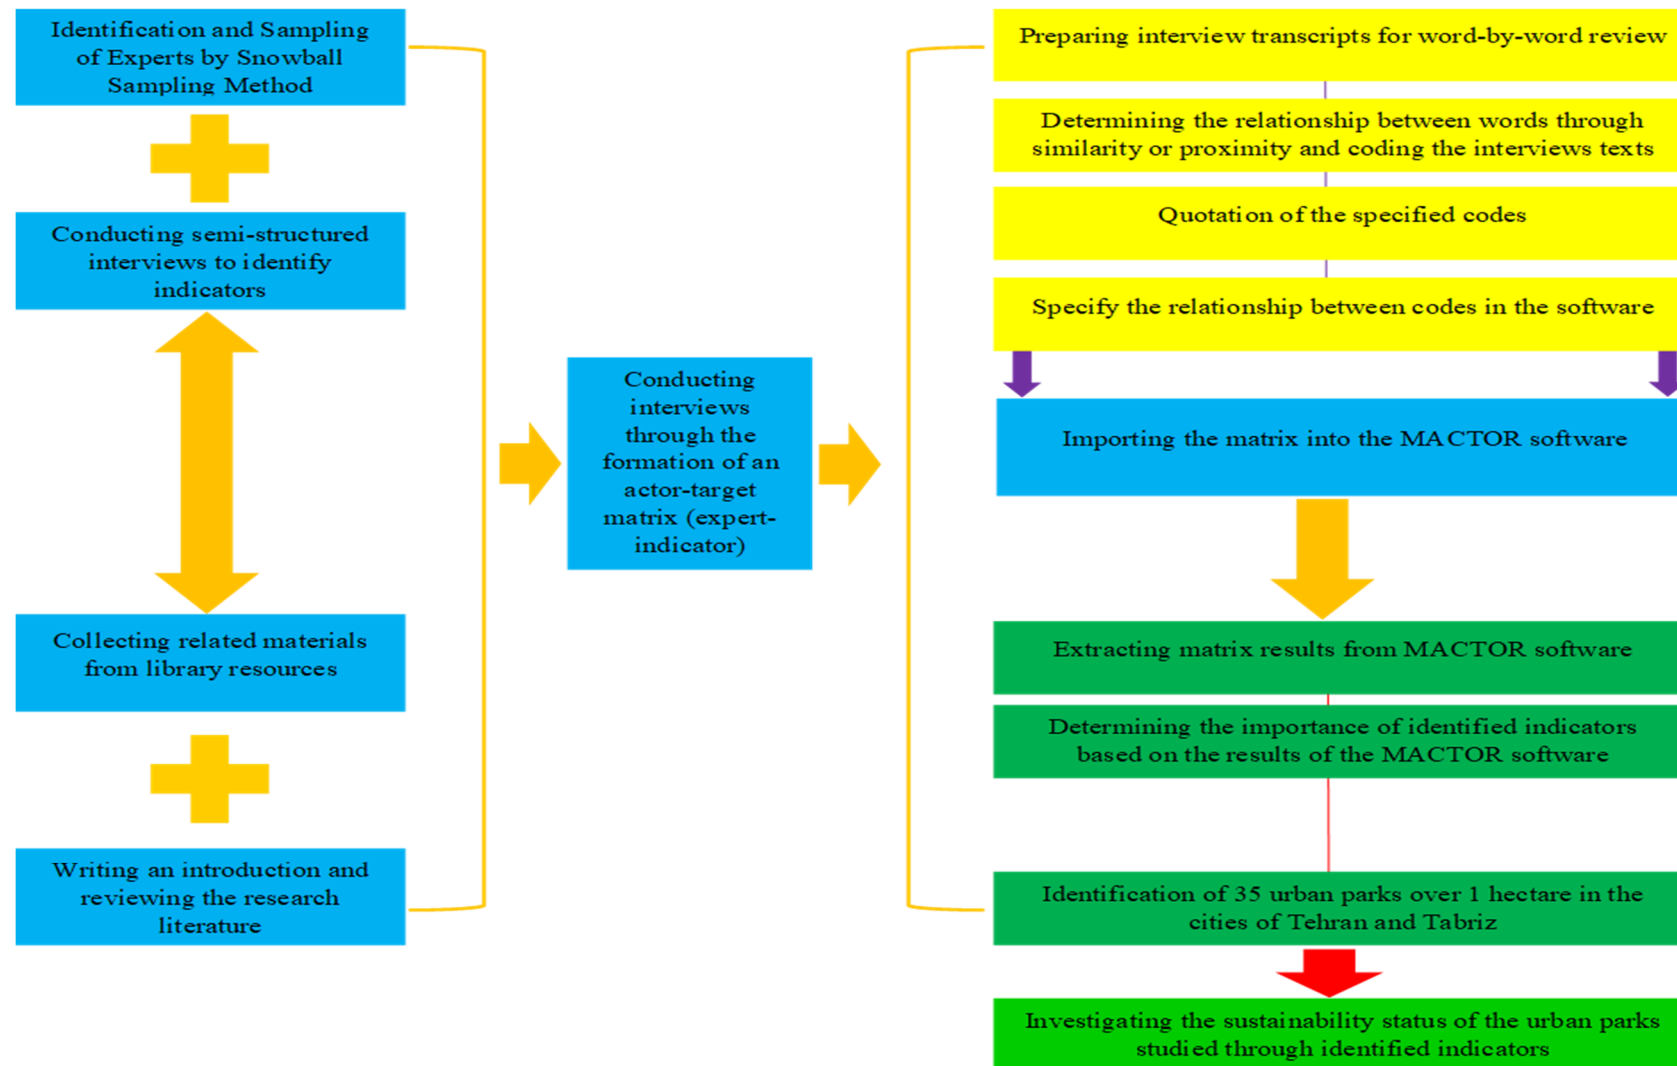 Identification and Sampling
of Experts by Snowball
Sampling Method
Conducting semi-structured
interviews to identify
indicators
Collecting related materials
from library resources
Writing an introduction and
reviewing the research
literature
Conducting
interviews
through the
formation of an
actor-target
matrix (expert-
indicator)
Preparing interview transcripts for word-by-word review
Determining the relationship between words through
similarity or proximity and coding the interviews texts
Quotation of the specified codes
Specify the relationship between codes in the software
Importing the matrix into the MACTOR software
Extracting matrix results from MACTOR software
Determining the importance of identified indicators
based on the results of the MACTOR software
Identification of 35 urban parks over 1 hectare in the
cities of Tehran and Tabriz
Investigating the sustainability status of the urban parks
studied through identified indicators